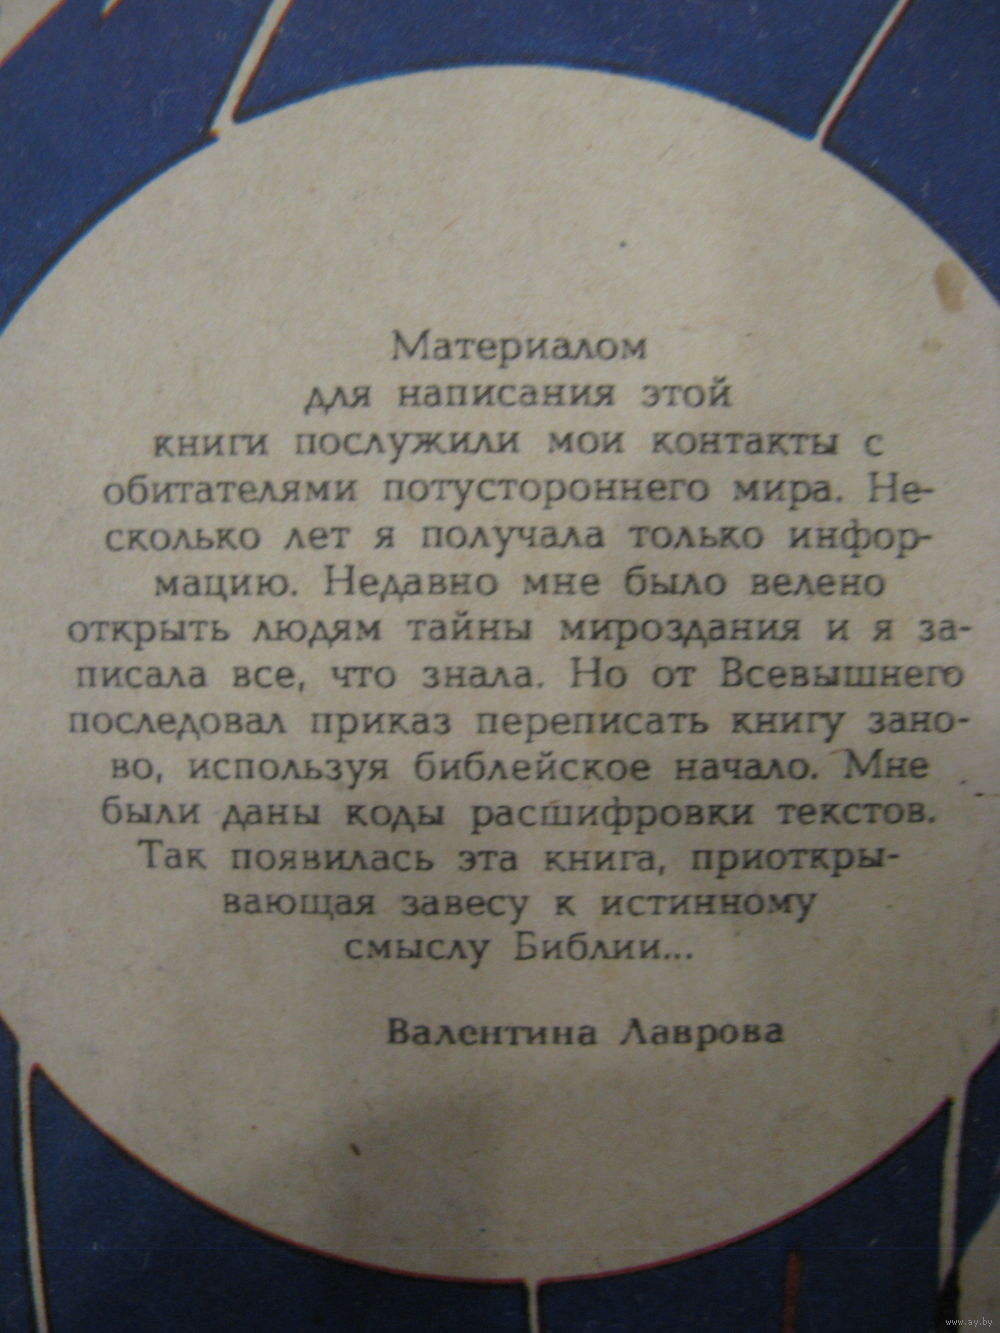 Материалом
для написания этой
книги послужили мои контакты с
обитателями потустороннего мира. Не-
сколько лет я получала только инфор-
мацию. Недавно мне было велено
открыть людям тайны мироздания и я за-
писала все, что знала. Но от Всевышнего
последовал приказ переписать книгу зано-
во, используя библейское начало. Мне
были даны коды расшифровки текстов.
Так появилась эта книга, приоткры-
вающая завесу к истинному
смыслу Библии...
Валентина Лаврова
www.ay.by